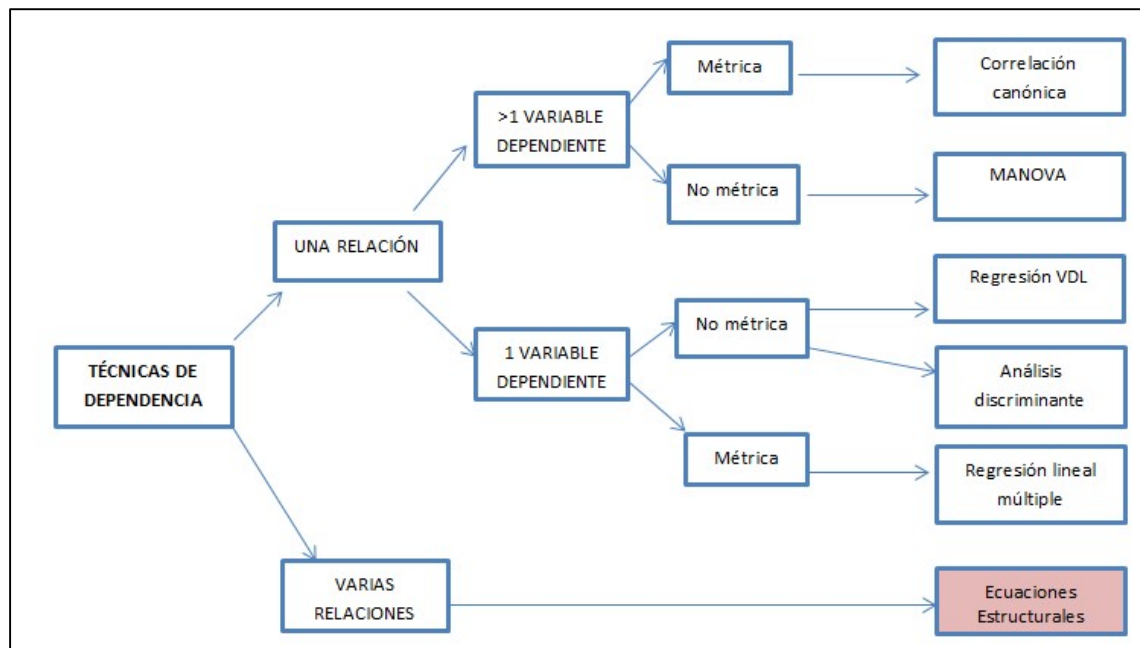 Métrica
Correlación
canónica
>1 VARIABLE
DEPENDIENTE
No métrica
MANOVA
UNA RELACIÓN
Regresión VDL
No métrica
1 VARIABLE
DEPENDIENTE
TÉCNICAS DE
DEPENDENCIA
Análisis
discriminante
Métrica
Regresión lineal
múltiple
VARIAS
RELACIONES
Ecuaciones
Estructurales